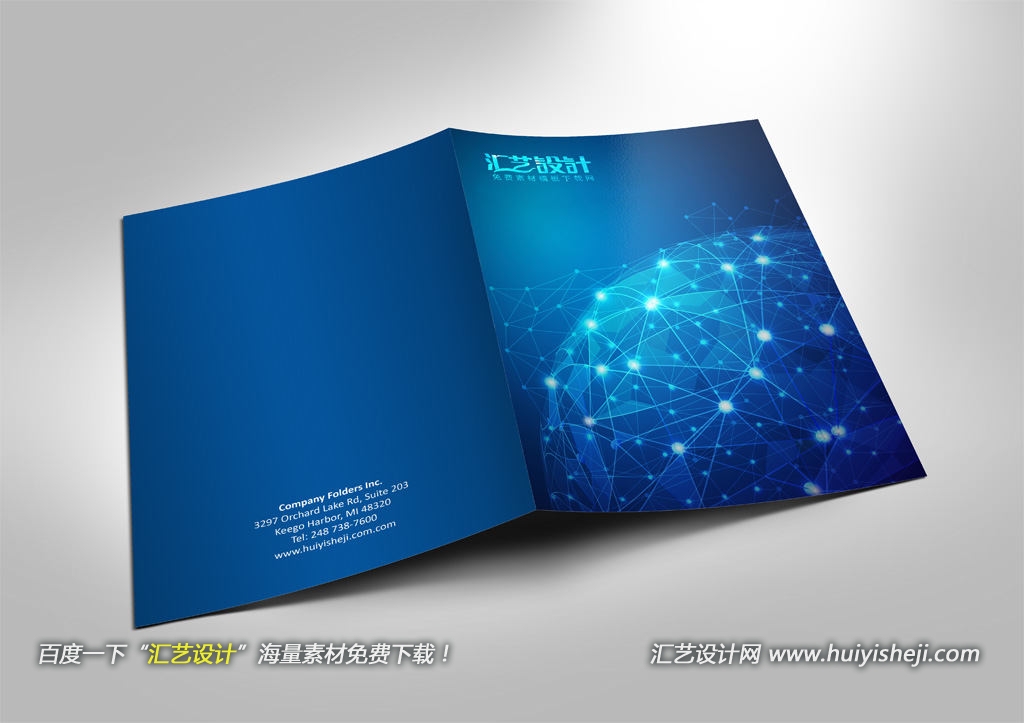 汇艺設計
免费素材模板下载网
Company Folders Inc.
3297 Orchard Lake Rd, Suite 203
Keego Harbor, MI 48320
Tel: 248 738-7600
www.huiyisheji.com.com
百度一下“汇艺设计”海量素材免费下载！
汇艺设计网 www.huiyisheji.com